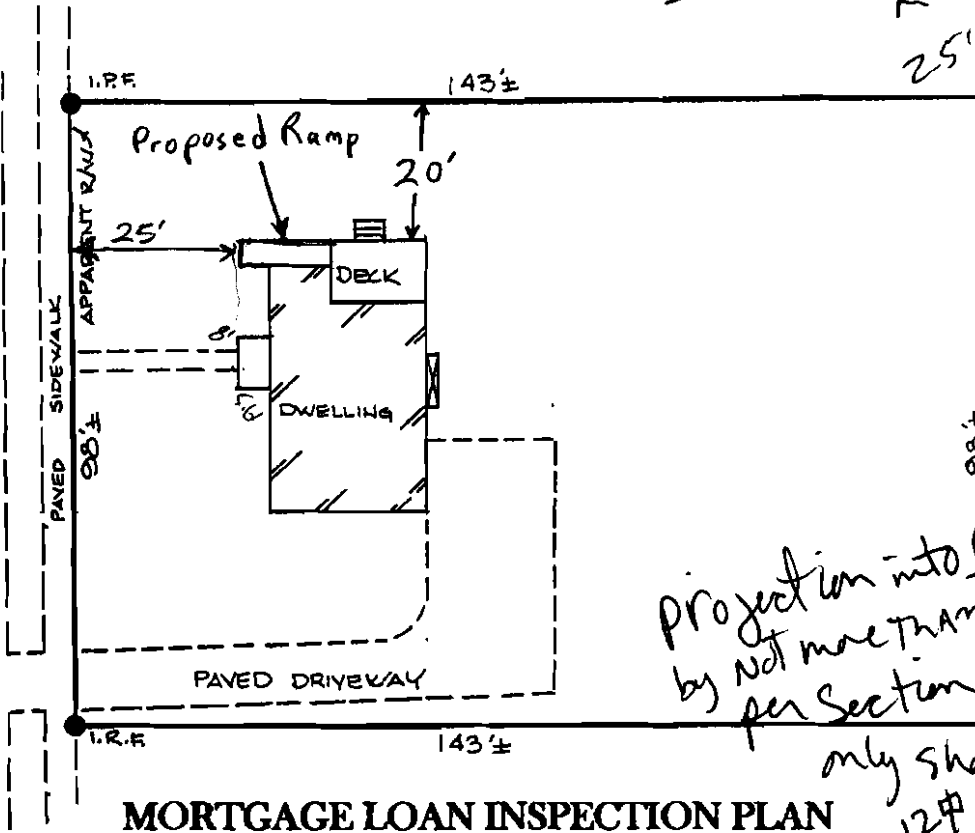 25'
I.P.F.
143'±
Proposed Ramp
20'
APPARENT R/W
25'
DECK
8'
PAVED SIDEWALK
98'±
DWELLING
projection into
by Not more THAN
per Section
PAVED DRIVEWAY
I.R.F.
143'±
only
MORTGAGE LOAN INSPECTION PLAN